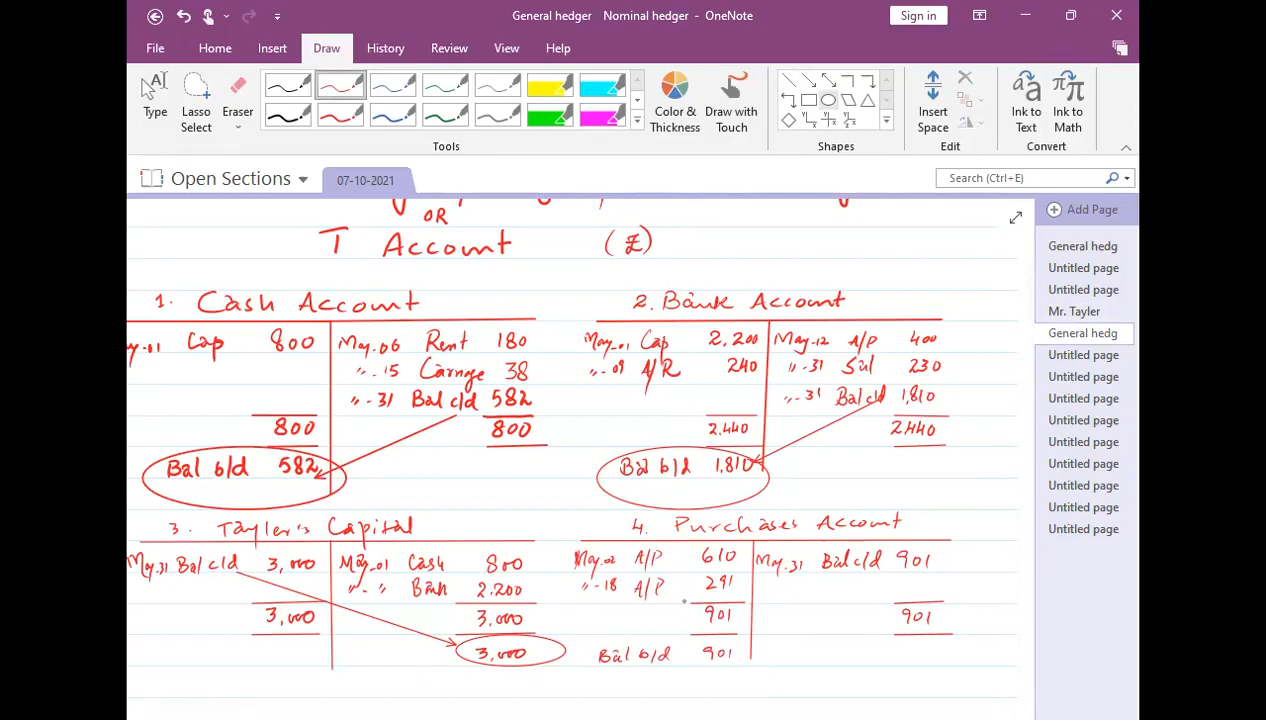 General hedger    Nominal hedger - OneNote
Sign in
File Home Insert Draw History Review View Help
Type
Lasso Select
Eraser
Color & Thickness
Draw with Touch
Insert Space
Ink to Text
Ink to Math
Tools Shapes Edit Convert
Open Sections 07-10-2021 Search (Ctrl+E)
Add Page
General hedg
Untitled page
Untitled page
Mr. Tayler
General hedg
Untitled page
Untitled page
Untitled page
Untitled page
Untitled page
Untitled page
Untitled page
Untitled page
Untitled page
OR
T Account (£)
1. Cash Account
Cap 800 May.06 Rent 180
" - 15 Carriage 38
" - 31 Bal c/d 582
800 800
Bal b/d 582
2. Bank Account
May.01 Cap 2,200 May.12 A/P 400
" - 09 A/R 240 " - 31 Sal 230
" - 31 Bal c/d 1,810
2,440 2,440
Bal b/d 1,810
3. Tayler's Capital
May.31 Bal c/d 3,000 May.01 Cash 800
" - " Bank 2.200
3,000 3,000
3,000
4. Purchases Account
May.02 A/P 610 May.31 Bal c/d 901
" - 18 A/P 291
901 901
Bal b/d 901